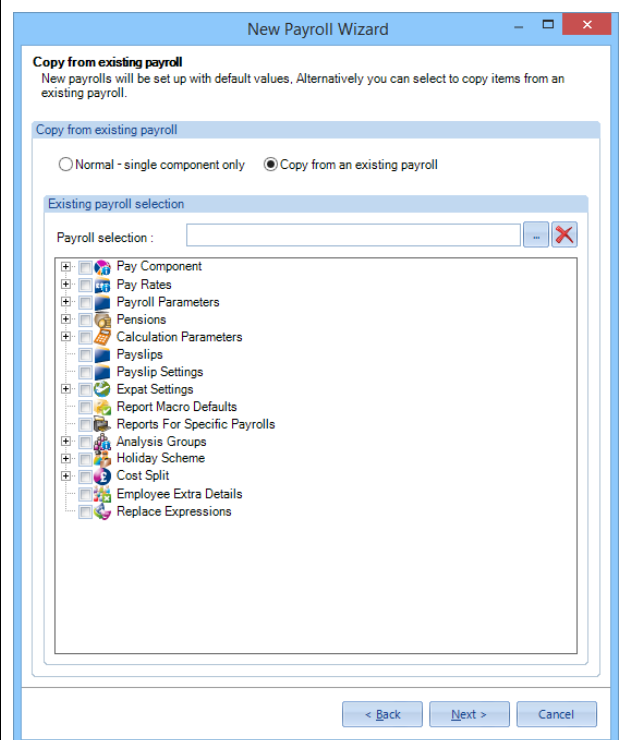 New Payroll Wizard
Copy from existing payroll
New payrolls will be set up with default values, Alternatively you can select to copy items from an
existing payroll.
Copy from existing payroll
Normal - single component only Copy from an existing payroll
Existing payroll selection
Payroll selection : ...
Pay Component
Pay Rates
Payroll Parameters
Pensions
Calculation Parameters
Payslips
Payslip Settings
Expat Settings
Report Macro Defaults
Reports For Specific Payrolls
Analysis Groups
Holiday Scheme
Cost Split
Employee Extra Details
Replace Expressions
< Back Next > Cancel